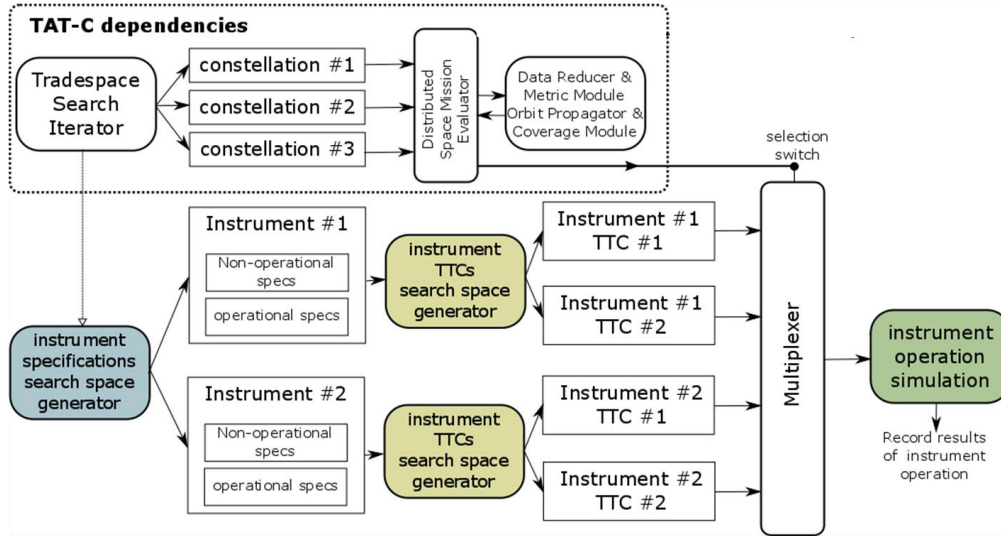 TAT-C dependencies
Tradespace
Search
Iterator
constellation #1
constellation #2
constellation #3
Distributed
Space Mission
Evaluator
Data Reducer &
Metric Module
Orbit Propagator &
Coverage Module
selection
switch
Instrument #1
Non-operational
specs
operational specs
instrument
TTCs
search space
generator
Instrument #1
TTC #1
Instrument #1
TTC #2
instrument
specifications
search space
generator
Instrument #2
Non-operational
specs
operational specs
instrument
TTCs
search space
generator
Instrument #2
TTC #1
Instrument #2
TTC #2
Multiplexer
instrument
operation
simulation
Record results
of instrument
operation